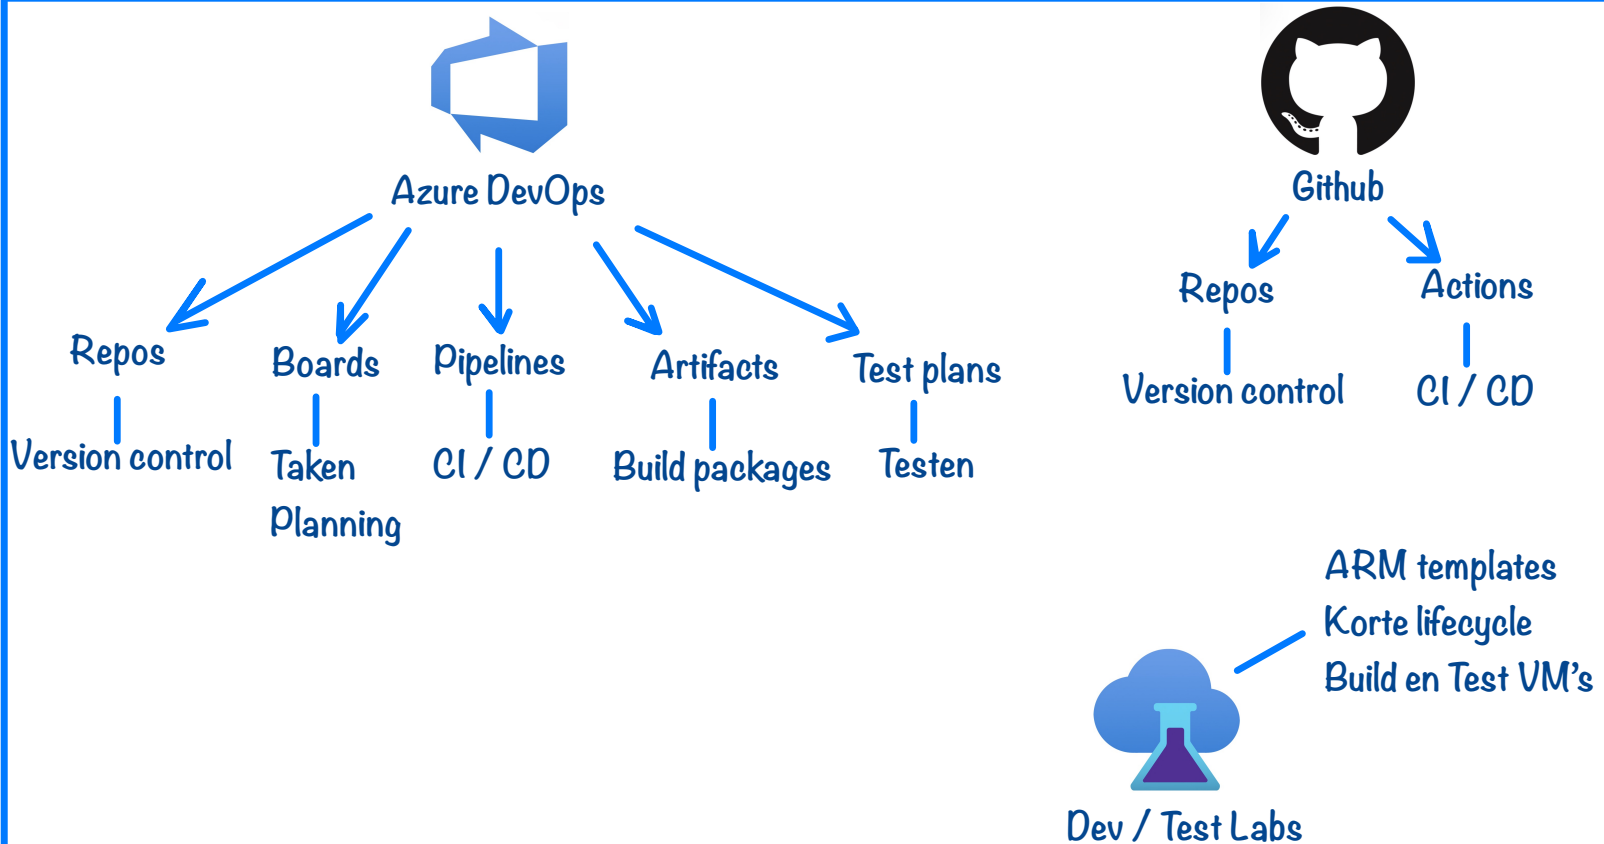 Azure DevOps
Repos
Boards
Pipelines
Artifacts
Test plans
Version control
Taken
Planning
CI / CD
Build packages
Testen
Github
Repos
Actions
Version control
CI / CD
ARM templates
Korte lifecycle
Build en Test VM's
Dev / Test Labs